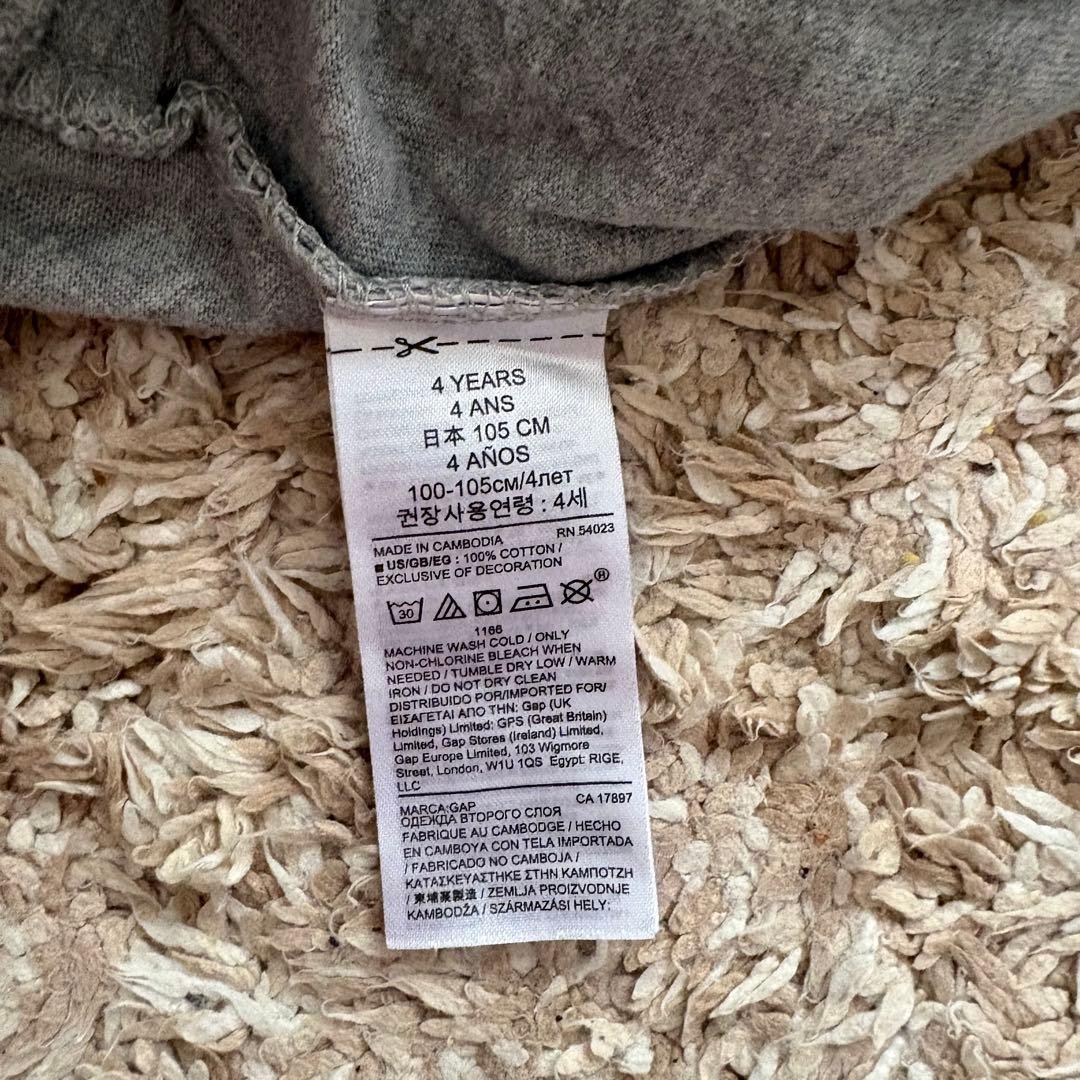 4 YEARS
4 ANS
日本 105 CM
4 AÑOS
100-105см/4лет
권장사용연령 : 4세
MADE IN CAMBODIA RN 54023
■ US/GB/EG : 100% COTTON /
EXCLUSIVE OF DECORATION
30 ®
1166
MACHINE WASH COLD / ONLY
NON-CHLORINE BLEACH WHEN
NEEDED / TUMBLE DRY LOW / WARM
IRON / DO NOT DRY CLEAN
DISTRIBUIDO POR/IMPORTED FOR/
ΕΙΣΑΓΕΤΑΙ ΑΠΟ ΤΗΝ: Gap (UK
Holdings) Limited: GPS (Great Britain)
Limited, Gap Stores (Ireland) Limited,
Gap Europe Limited, 103 Wigmore
Street, London, W1U 1QS Egypt: RIGE,
LLC
MARCA:GAP CA 17897
ОДЕЖДА ВТОРОГО СЛОЯ
FABRIQUE AU CAMBODGE / HECHO
EN CAMBOYA CON TELA IMPORTADA
/ FABRICADO NO CAMBOJA /
ΚΑΤΑΣΚΕΥΑΣΤΗΚΕ ΣΤΗΝ ΚΑΜΠΟΤΖΗ
/ 柬埔寨製造 / ZEMLJA PROIZVODNJE
KAMBODŽA / SZÁRMAZÁSI HELY: